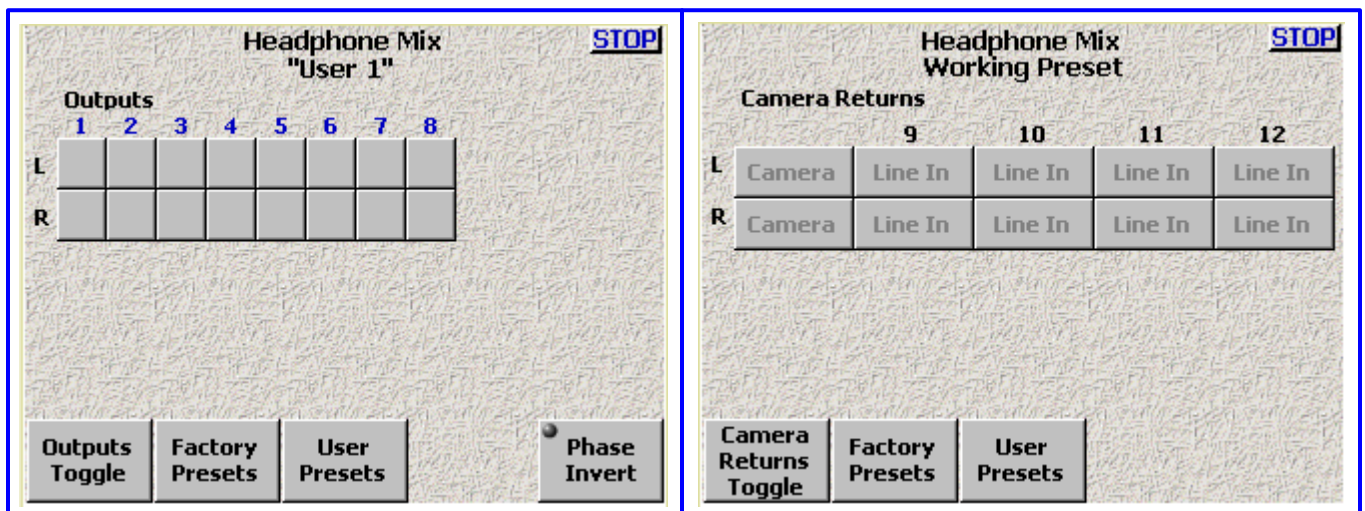 Headphone Mix STOP
"User 1"
Outputs
1 2 3 4 5 6 7 8
L
R
Outputs Toggle Factory Presets User Presets Phase Invert
Headphone Mix STOP
Working Preset
Camera Returns
9 10 11 12
L Camera Line In Line In Line In Line In
R Camera Line In Line In Line In Line In
Camera Returns Toggle Factory Presets User Presets